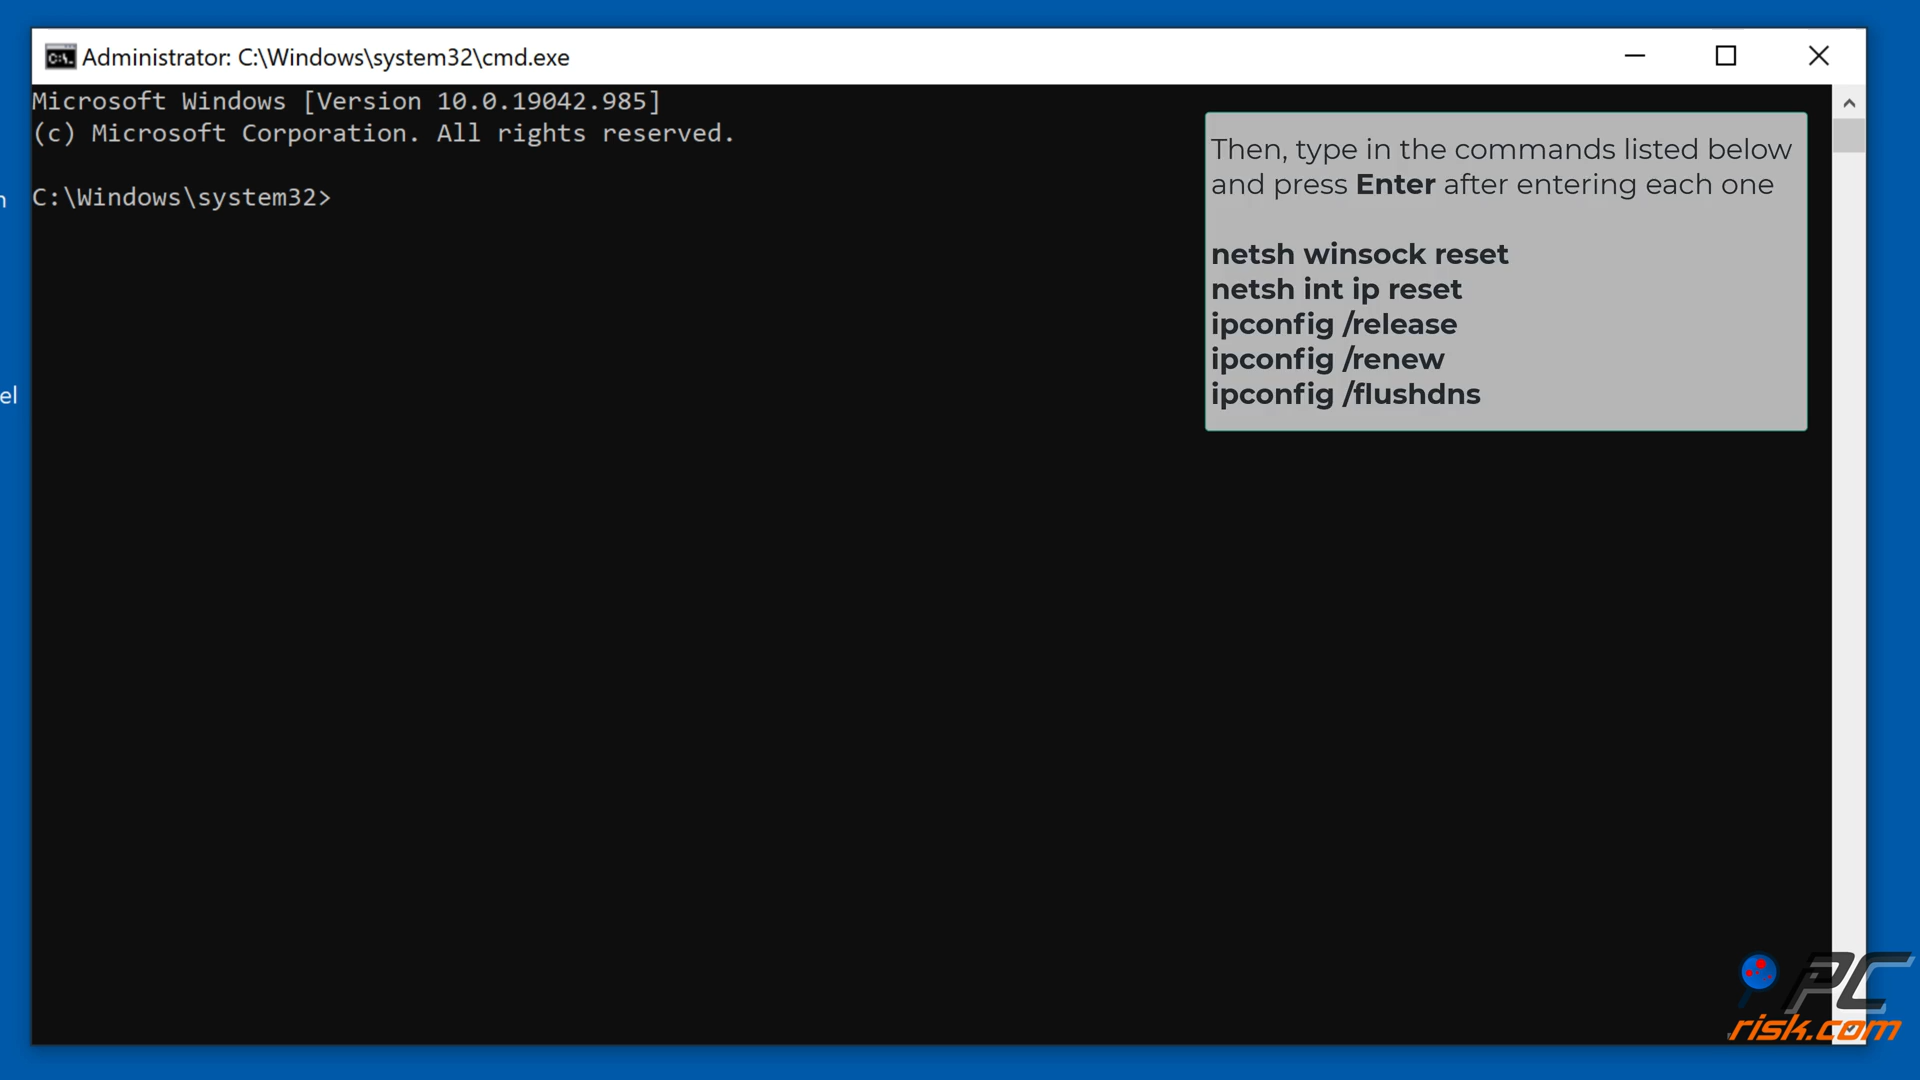 Administrator: C:\Windows\system32\cmd.exe
Microsoft Windows [Version 10.0.19042.985]
(c) Microsoft Corporation. All rights reserved.
C:\Windows\system32>
Then, type in the commands listed below
and press Enter after entering each one
netsh winsock reset
netsh int ip reset
ipconfig /release
ipconfig /renew
ipconfig /flushdns
el
PC
risk.com